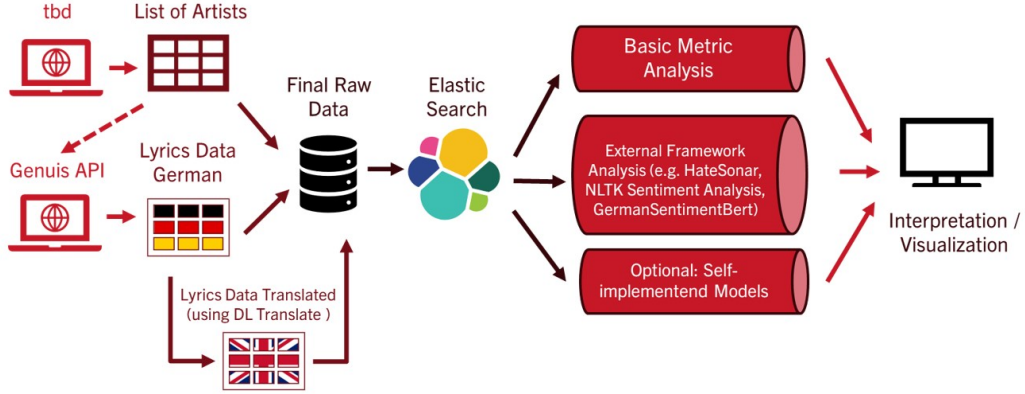 tbd
List of Artists
Genuis API
Lyrics Data
German
Lyrics Data Translated
(using DL Translate )
Final Raw
Data
Elastic
Search
Basic Metric
Analysis
External Framework
Analysis (e.g. HateSonar,
NLTK Sentiment Analysis,
GermanSentimentBert)
Optional: Self-
implementend Models
Interpretation /
Visualization